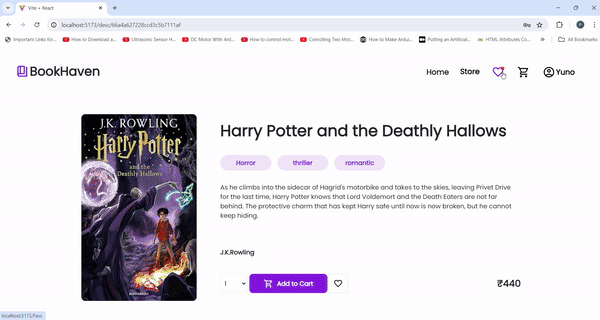 Vite + React
localhost:5173/desc/66a4a627228ccd3c5b7111af
Important Links for... How to Download a... Ultrasonic Sensor H... DC Motor With Ard... How to control mot... Controlling Two Mot... How to Make Arduin... Putting an Artificial... HTML Attributes Co... All Bookmarks
BookHaven Home Store Yuno
J.K. ROWLING
Harry Potter
and the
Deathly Hallows
Harry Potter and the Deathly Hallows
Horror thriller romantic
As he climbs into the sidecar of Hagrid's motorbike and takes to the skies, leaving Privet Drive
for the last time, Harry Potter knows that Lord Voldemort and the Death Eaters are not far
behind. The protective charm that has kept Harry safe until now is now broken, but he cannot
keep hiding.
J.K.Rowling
1 Add to Cart ₹440
localhost:5173/Favo